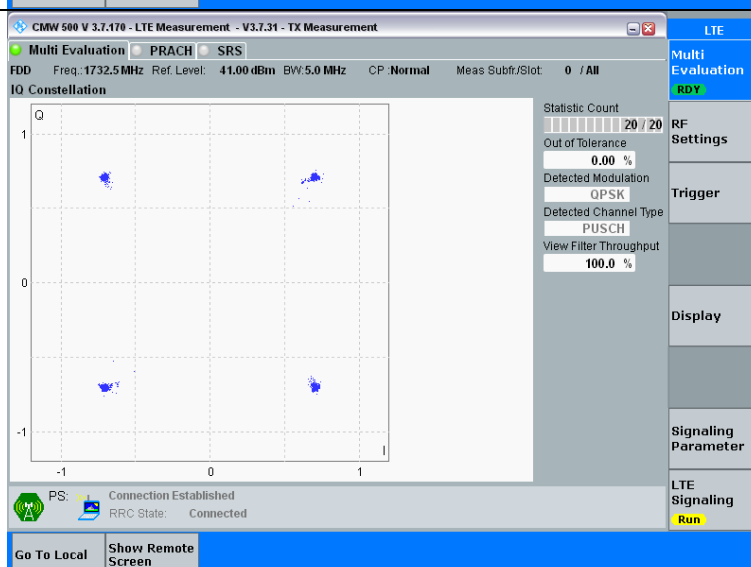 CMW 500 V 3.7.170 - LTE Measurement - V3.7.31 - TX Measurement
LTE
Multi Evaluation PRACH SRS
Multi Evaluation
RDY
FDD Freq.:1732.5 MHz Ref. Level: 41.00 dBm BW:5.0 MHz CP :Normal Meas Subfr./Slot: 0 / All
IQ Constellation
Q
1
0
-1
I
-1 0 1
Statistic Count
20 / 20
Out of Tolerance
0.00 %
Detected Modulation
QPSK
Detected Channel Type
PUSCH
View Filter Throughput
100.0 %
RF
Settings
Trigger
Display
Signaling
Parameter
LTE
Signaling
Run
PS: Connection Established
RRC State: Connected
Go To Local
Show Remote
Screen